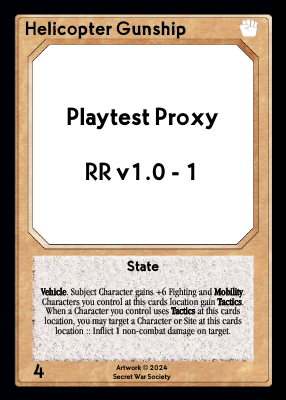 Helicopter Gunship
Playtest Proxy
RR v1.0 - 1
State
Vehicle. Subject Character gains +6 Fighting and Mobility.
Characters you control at this cards location gain Tactics.
When a Character you control uses Tactics at this cards
location, you may target a Character or Site at this cards
location :: Inflict 1 non-combat damage on target.
4
Artwork © 2024
Secret War Society